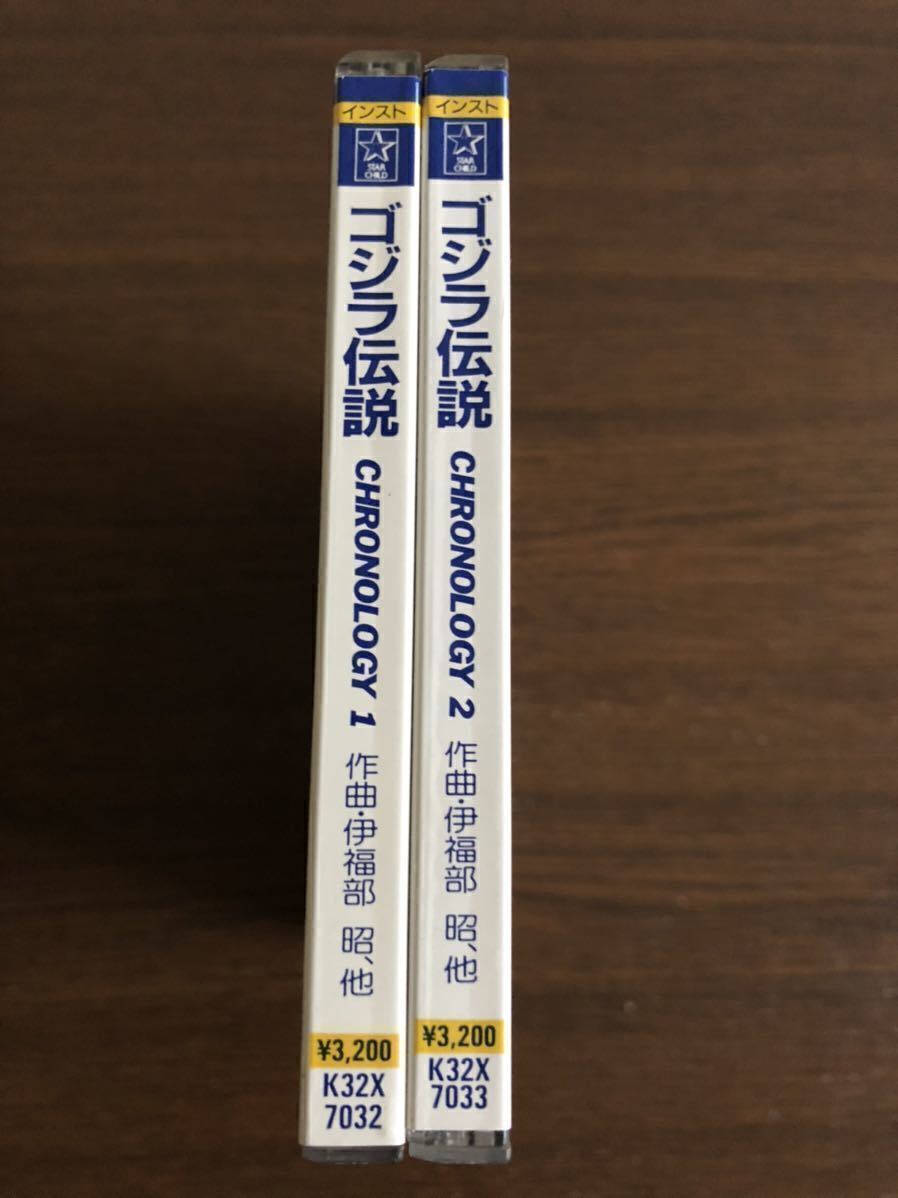 インスト
STAR
CHILD
ゴジラ伝説 CHRONOLOGY 1 作曲・伊福部 昭、他
¥3,200
K32X
7032
インスト
STAR
CHILD
ゴジラ伝説 CHRONOLOGY 2 作曲・伊福部 昭、他
¥3,200
K32X
7033